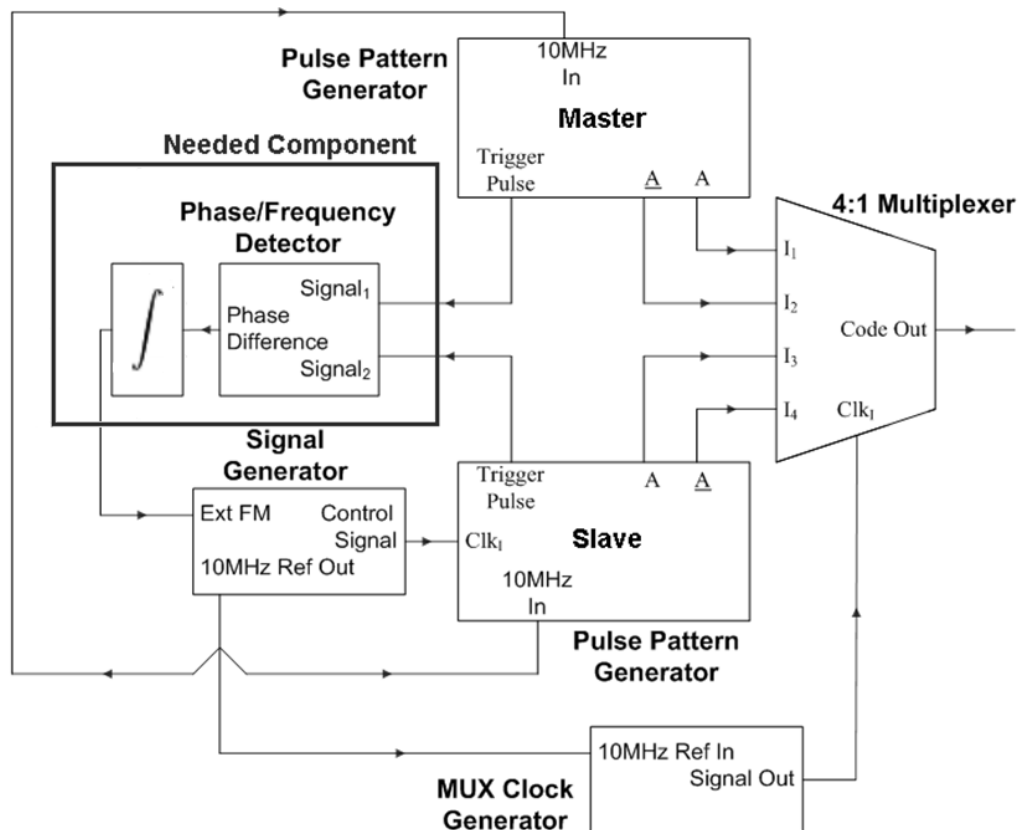 10MHz
In
Pulse Pattern
Generator
Master
Needed Component
Trigger
Pulse
A
A
4:1 Multiplexer
Phase/Frequency
Detector
I1
Signal1
I2
Phase
Difference
Code Out
I3
Signal2
I4
Clk1
Signal
Generator
Trigger
Pulse
A
A
Ext FM
Control
Signal
Slave
ClkI
10MHz Ref Out
10MHz
In
Pulse Pattern
Generator
10MHz Ref In
Signal Out
MUX Clock
Generator